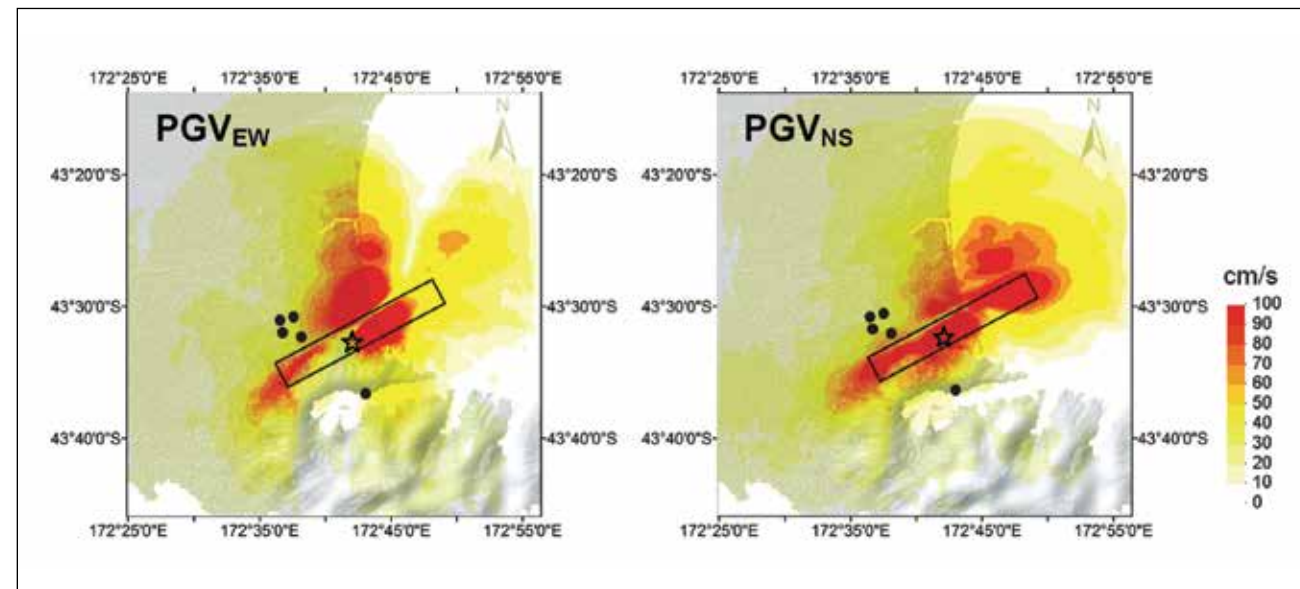 172°25'0"E 172°35'0"E 172°45'0"E 172°55'0"E
PGVEW
N
43°20'0"S 43°20'0"S
43°30'0"S 43°30'0"S
43°40'0"S 43°40'0"S
172°25'0"E 172°35'0"E 172°45'0"E 172°55'0"E
172°25'0"E 172°35'0"E 172°45'0"E 172°55'0"E
PGVNS
N
43°20'0"S 43°20'0"S
43°30'0"S 43°30'0"S
43°40'0"S 43°40'0"S
172°25'0"E 172°35'0"E 172°45'0"E 172°55'0"E
cm/s
100
90
80
70
60
50
40
30
20
10
0